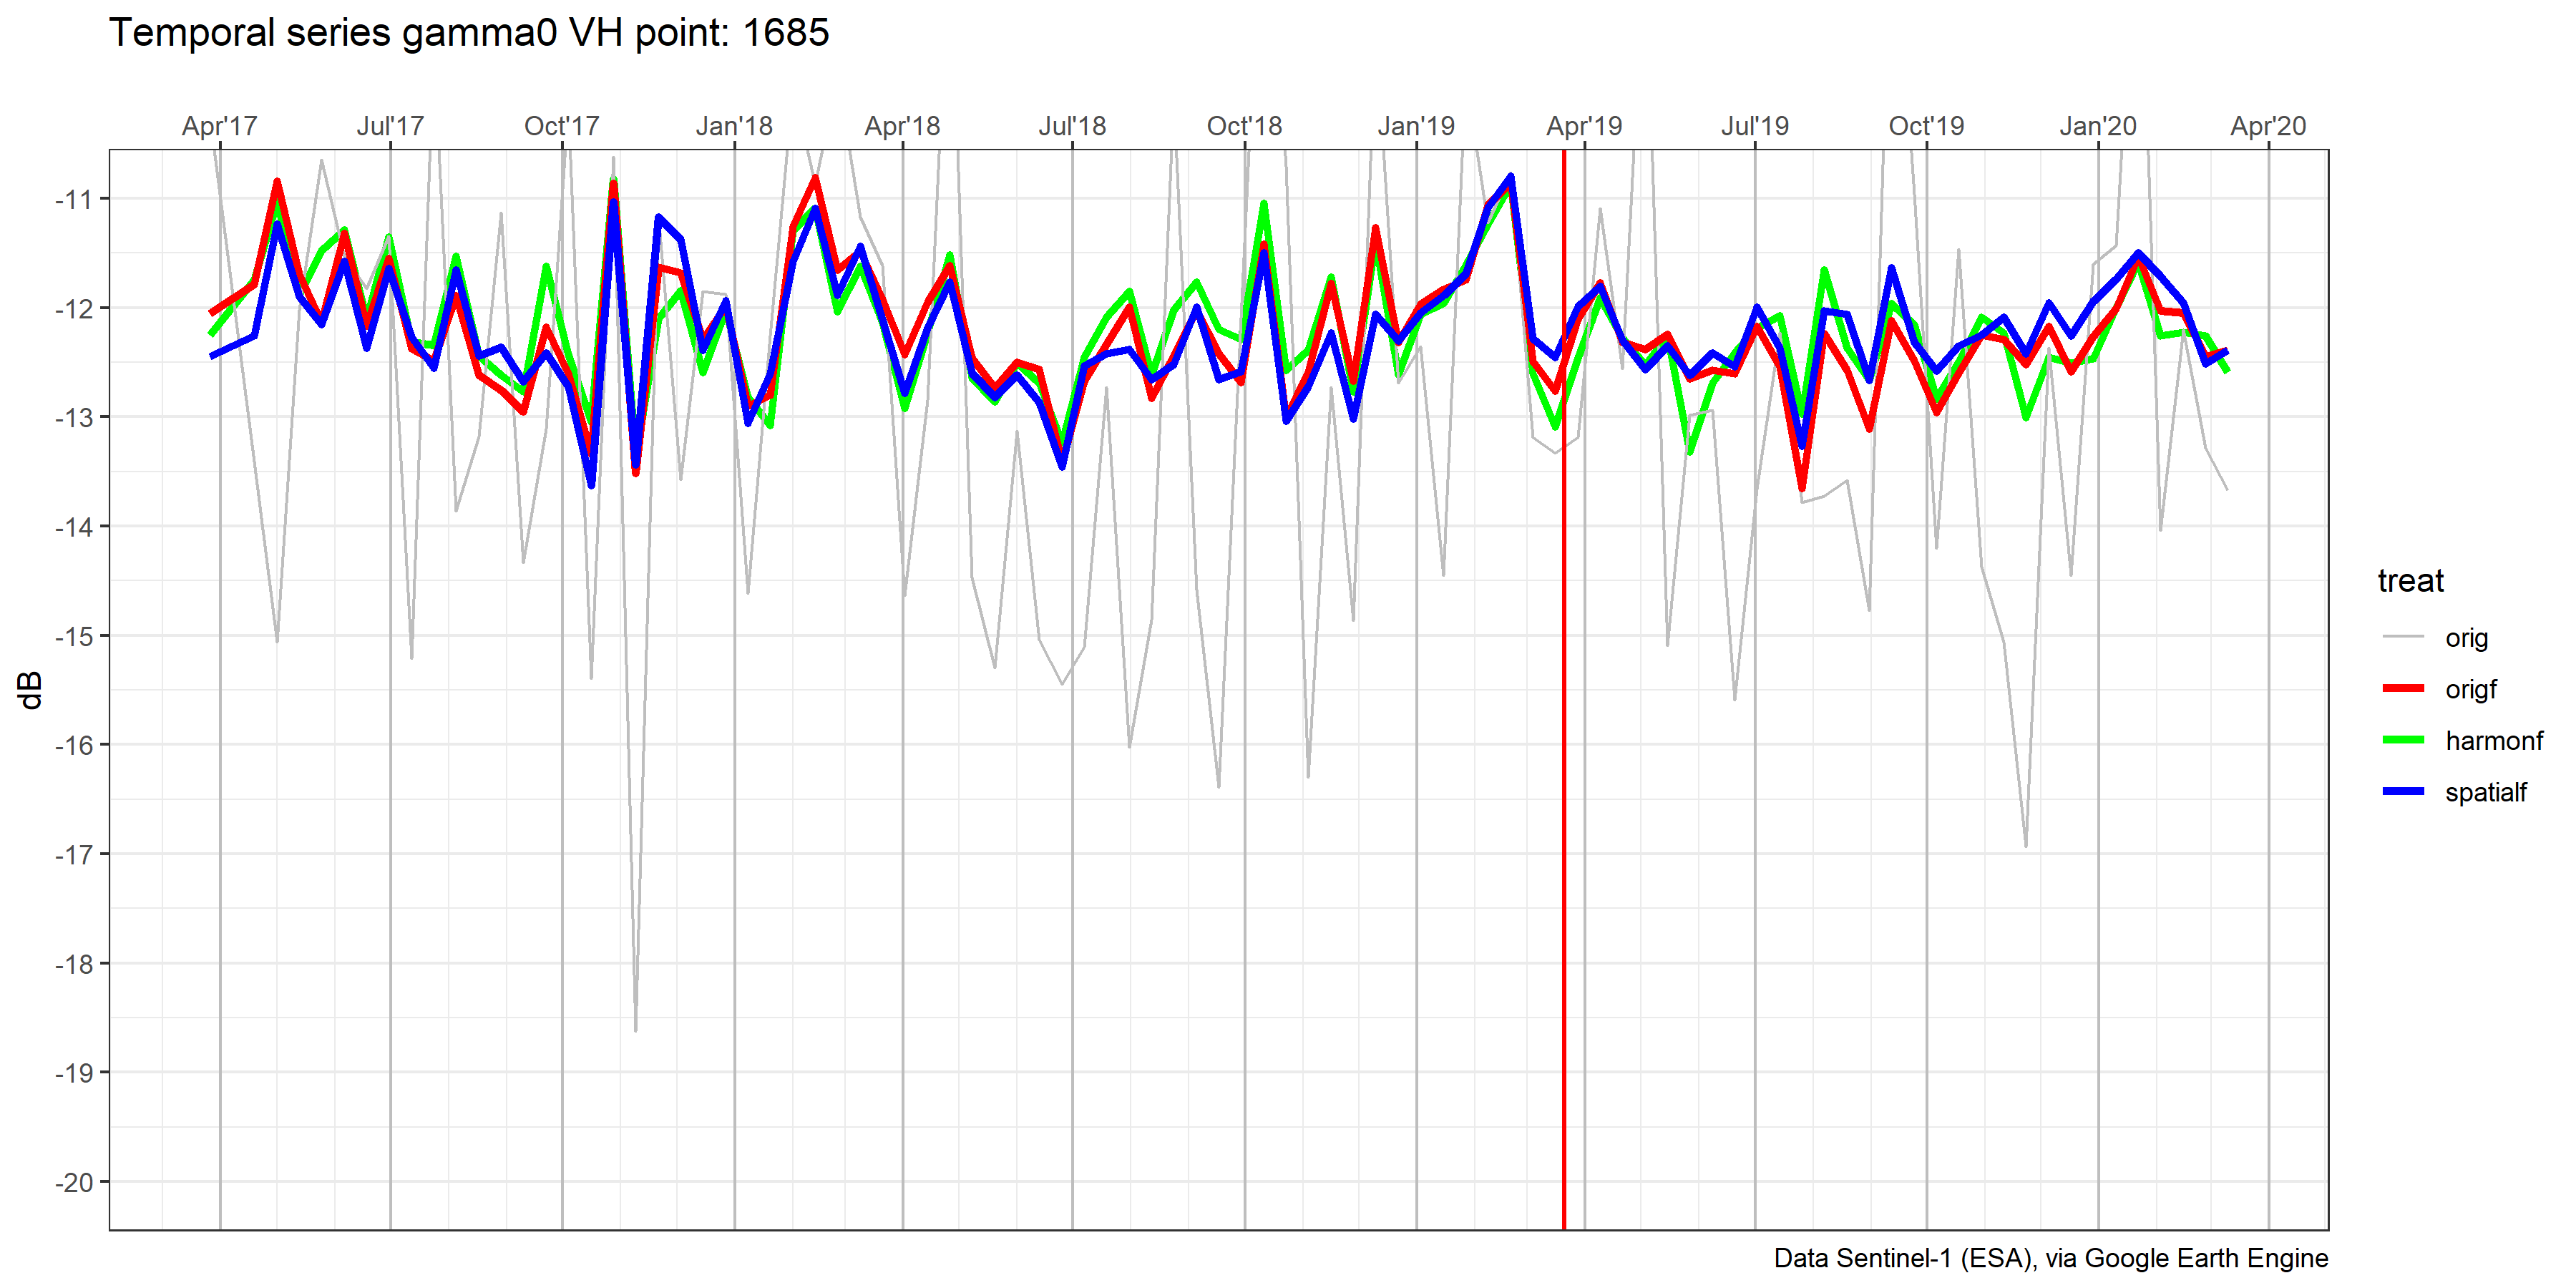 Temporal series gamma0 VH point: 1685
Apr'17 Jul'17 Oct'17 Jan'18 Apr'18 Jul'18 Oct'18 Jan'19 Apr'19 Jul'19 Oct'19 Jan'20 Apr'20
-11
-12
-13
-14
-15
-16
-17
-18
-19
-20
dB
treat
orig
origf
harmonf
spatialf
Data Sentinel-1 (ESA), via Google Earth Engine